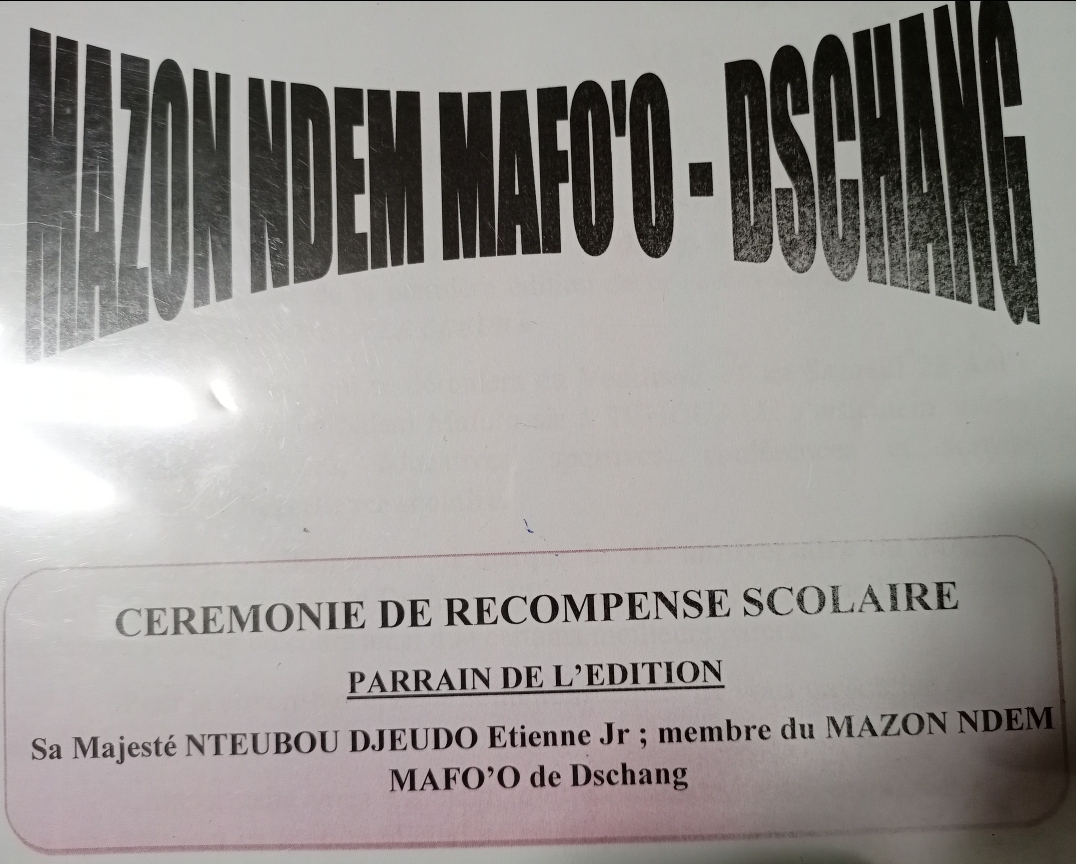 MAZON NDEM MAFO'O - DSCHANG
CEREMONIE DE RECOMPENSE SCOLAIRE
PARRAIN DE L’EDITION
Sa Majesté NTEUBOU DJEUDO Etienne Jr ; membre du MAZON NDEM
MAFO’O de Dschang